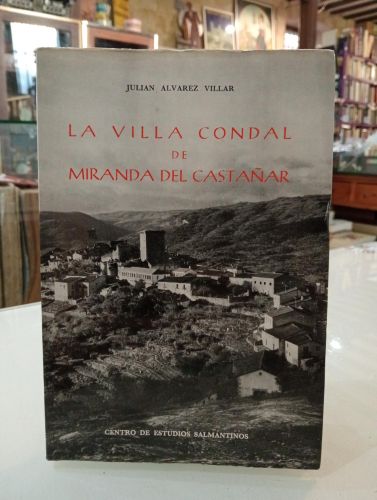 JULIAN ALVAREZ VILLAR
LA VILLA CONDAL
DE
MIRANDA DEL CASTAÑAR
CENTRO DE ESTUDIOS SALMANTINOS